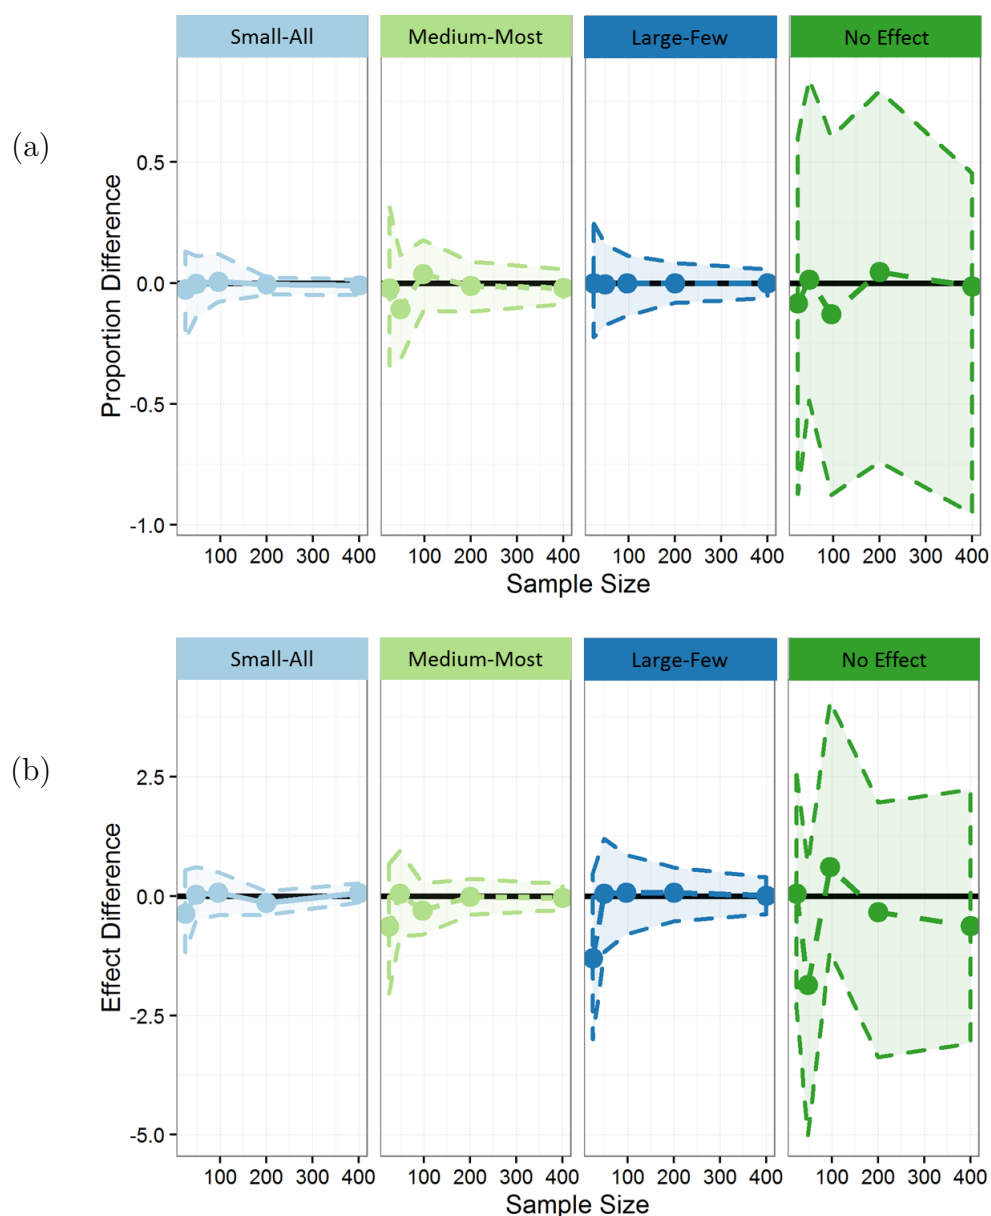 (a)
Small-All Medium-Most Large-Few No Effect
Proportion Difference
0.5
0.0
-0.5
-1.0
100 200 300 400 100 200 300 400 100 200 300 400 100 200 300 400
Sample Size
(b)
Small-All Medium-Most Large-Few No Effect
Effect Difference
2.5
0.0
-2.5
-5.0
100 200 300 400 100 200 300 400 100 200 300 400 100 200 300 400
Sample Size